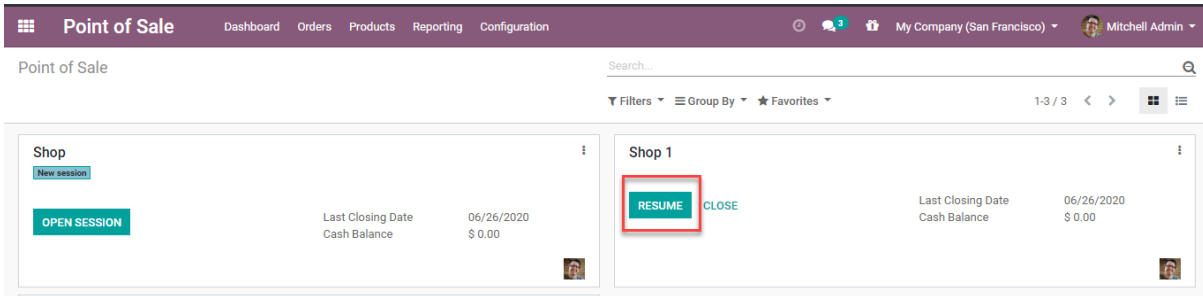 Point of Sale Dashboard Orders Products Reporting Configuration 3 My Company (San Francisco) Mitchell Admin
Point of Sale Search...
Filters Group By Favorites 1-3 / 3
Shop
New session
OPEN SESSION
Last Closing Date 06/26/2020
Cash Balance $ 0.00
Shop 1
RESUME CLOSE
Last Closing Date 06/26/2020
Cash Balance $ 0.00